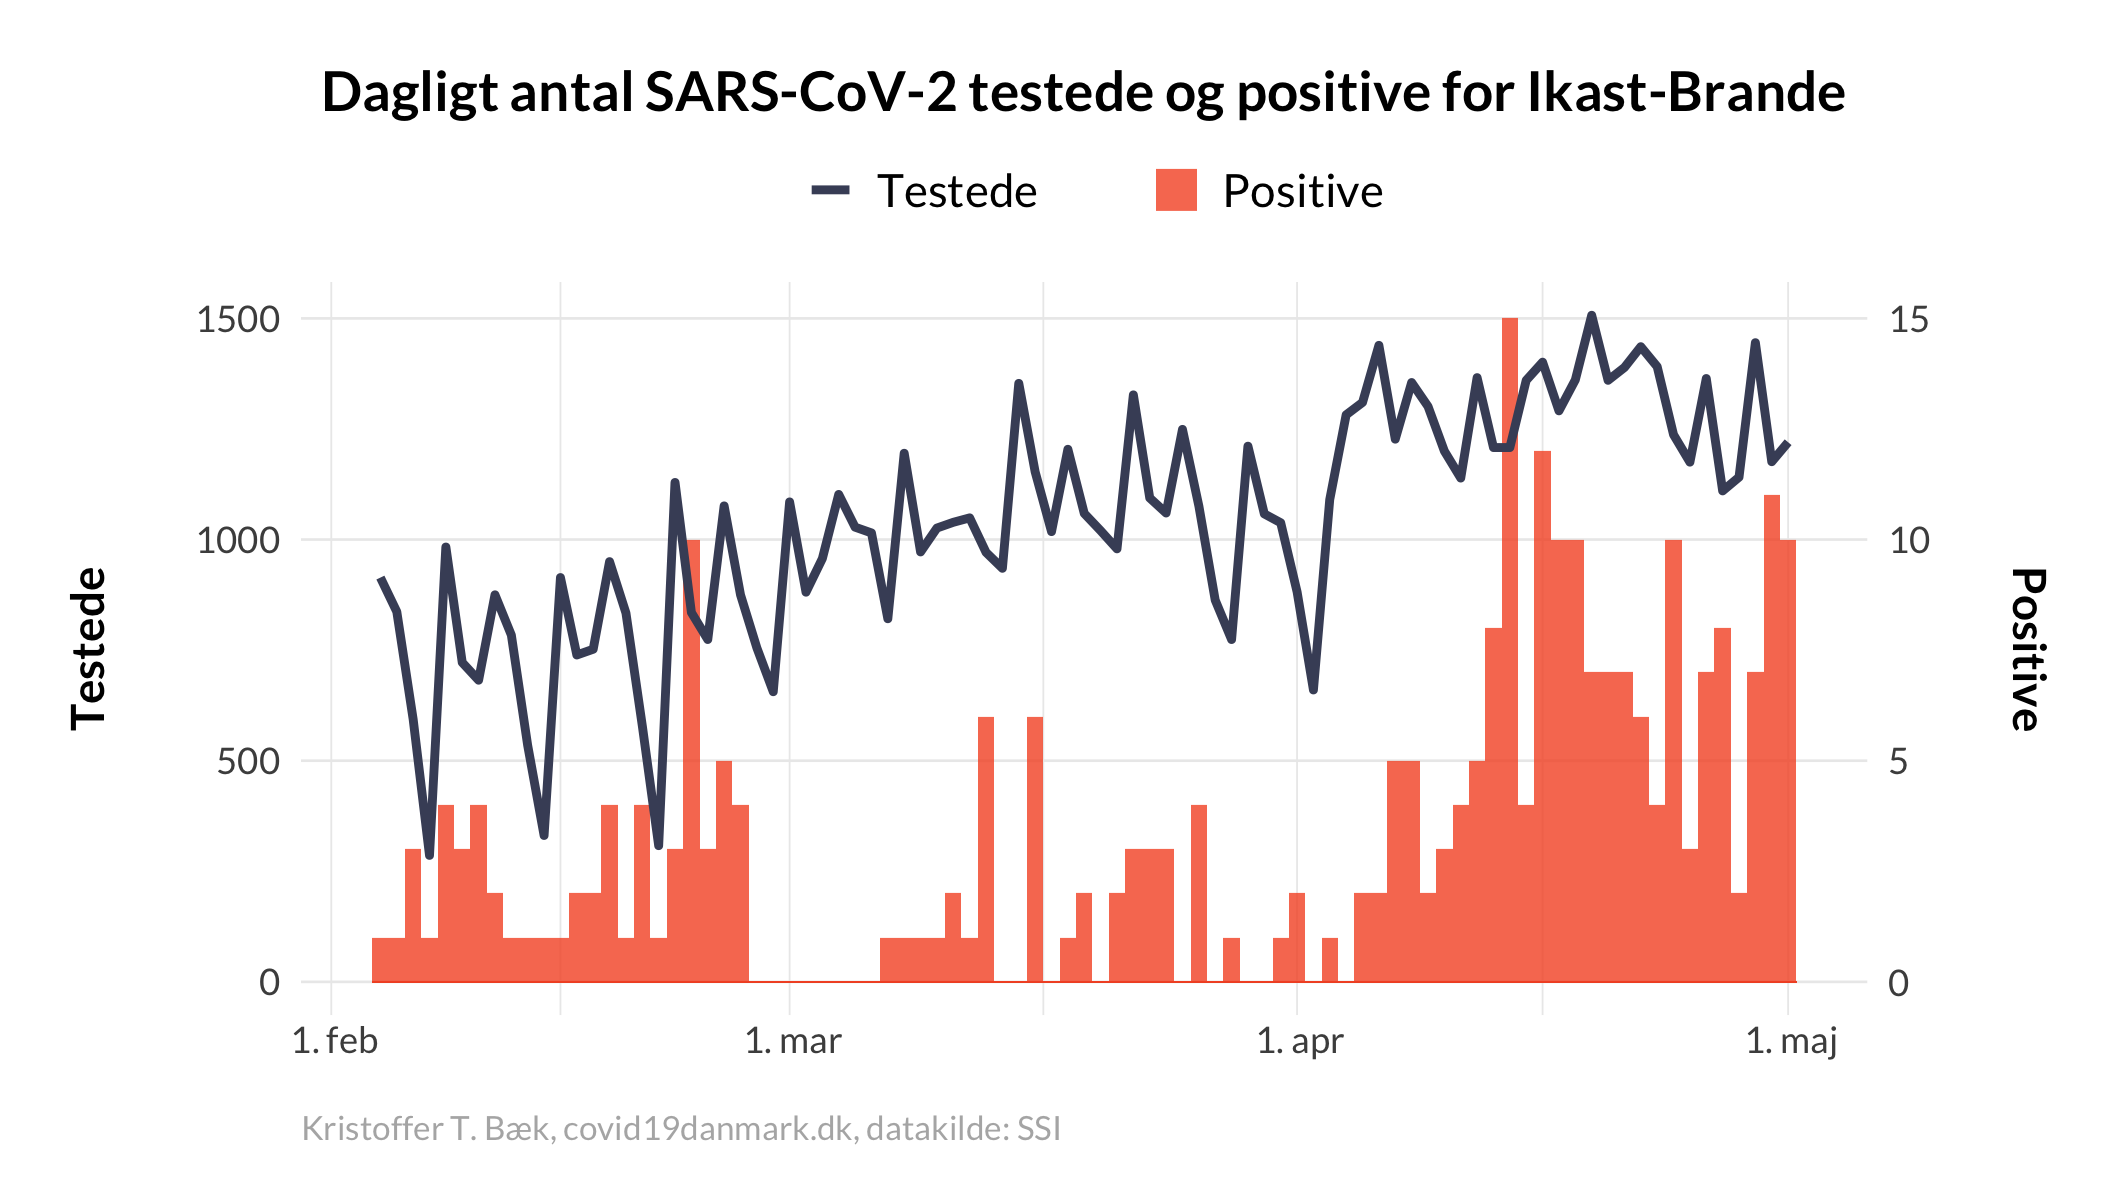 Dagligt antal SARS-CoV-2 testede og positive for Ikast-Brande
Testede Positive
1500 15
1000 10
500 5
0 0
Testede
Positive
1. feb 1. mar 1. apr 1. maj
Kristoffer T. Bæk, covid19danmark.dk, datakilde: SSI